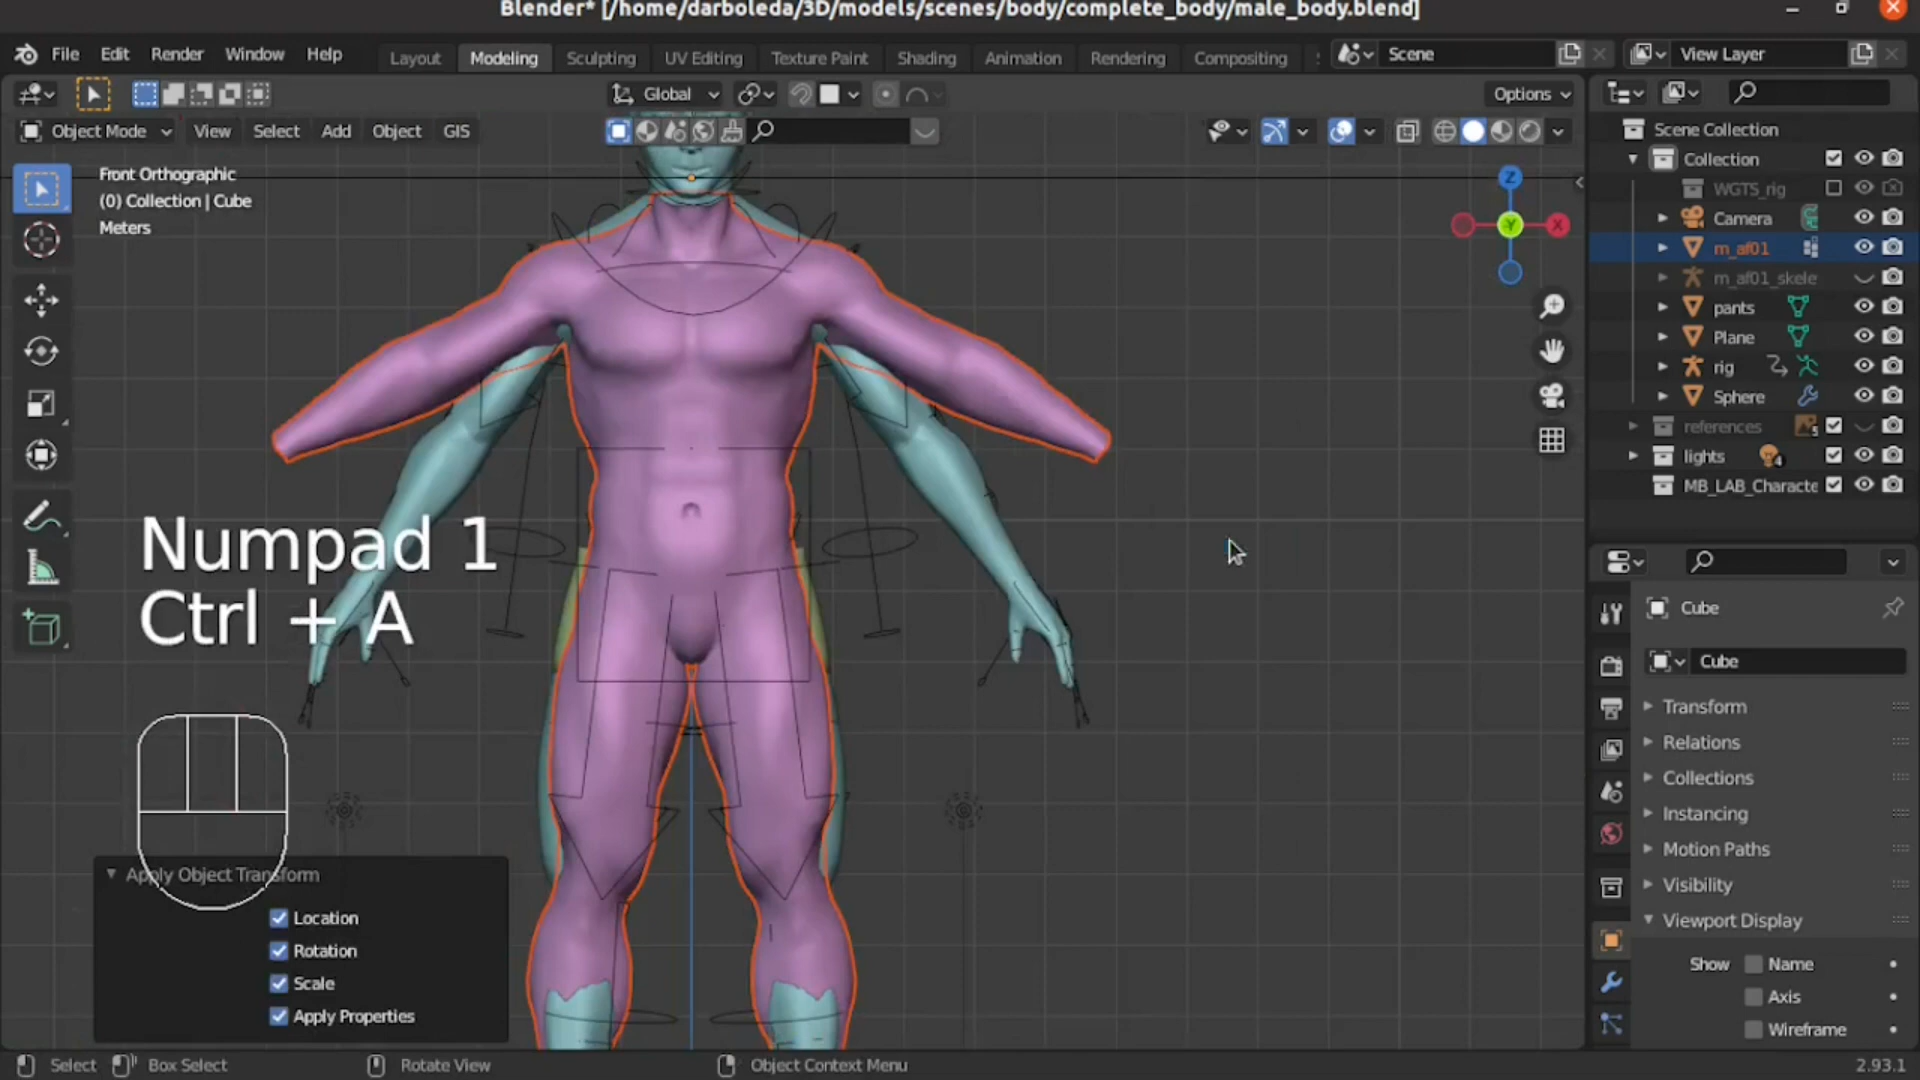 Blender* [/home/darboleda/3D/models/scenes/body/complete_body/male_body.blend]
File Edit Render Window Help
Layout Modeling Sculpting UV Editing Texture Paint Shading Animation Rendering Compositing
Scene
View Layer
Global
Options
Object Mode View Select Add Object GIS
Front Orthographic
(0) Collection | Cube
Meters
Z
Y
X
Numpad 1
Ctrl + A
Apply Object Transform
Location
Rotation
Scale
Apply Properties
Scene Collection
Collection
WGTS_rig
Camera
m_af01
m_af01_skele
pants
Plane
rig
Sphere
references 5
lights 4
MB_LAB_Characte
Cube
Cube
Transform
Relations
Collections
Instancing
Motion Paths
Visibility
Viewport Display
Show Name
Axis
Wireframe
Select Box Select Rotate View Object Context Menu 2.93.1